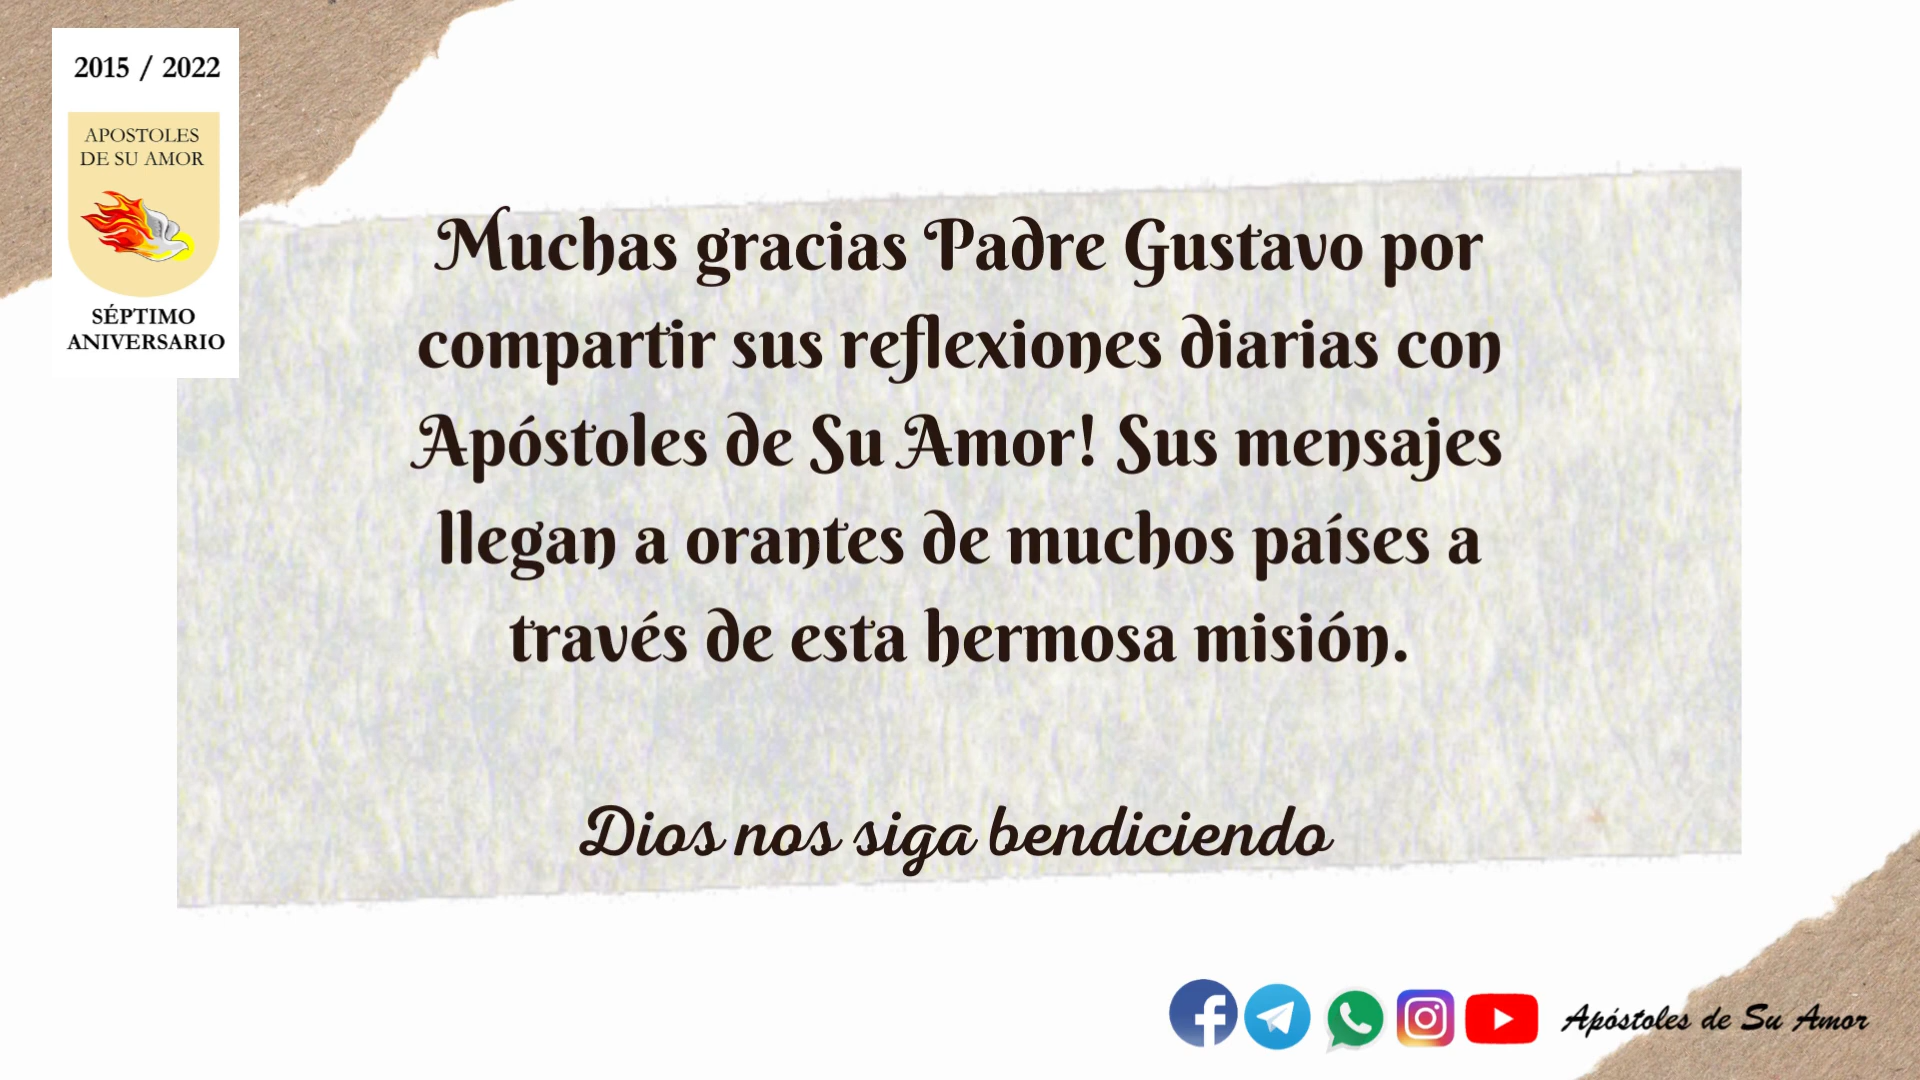 2015 / 2022
APOSTOLES
DE SU AMOR
SÉPTIMO
ANIVERSARIO
Muchas gracias Padre Gustavo por
compartir sus reflexiones diarias con
Apóstoles de Su Amor! Sus mensajes
llegan a orantes de muchos países a
través de esta hermosa misión.
Dios nos siga bendiciendo
Apóstoles de Su Amor